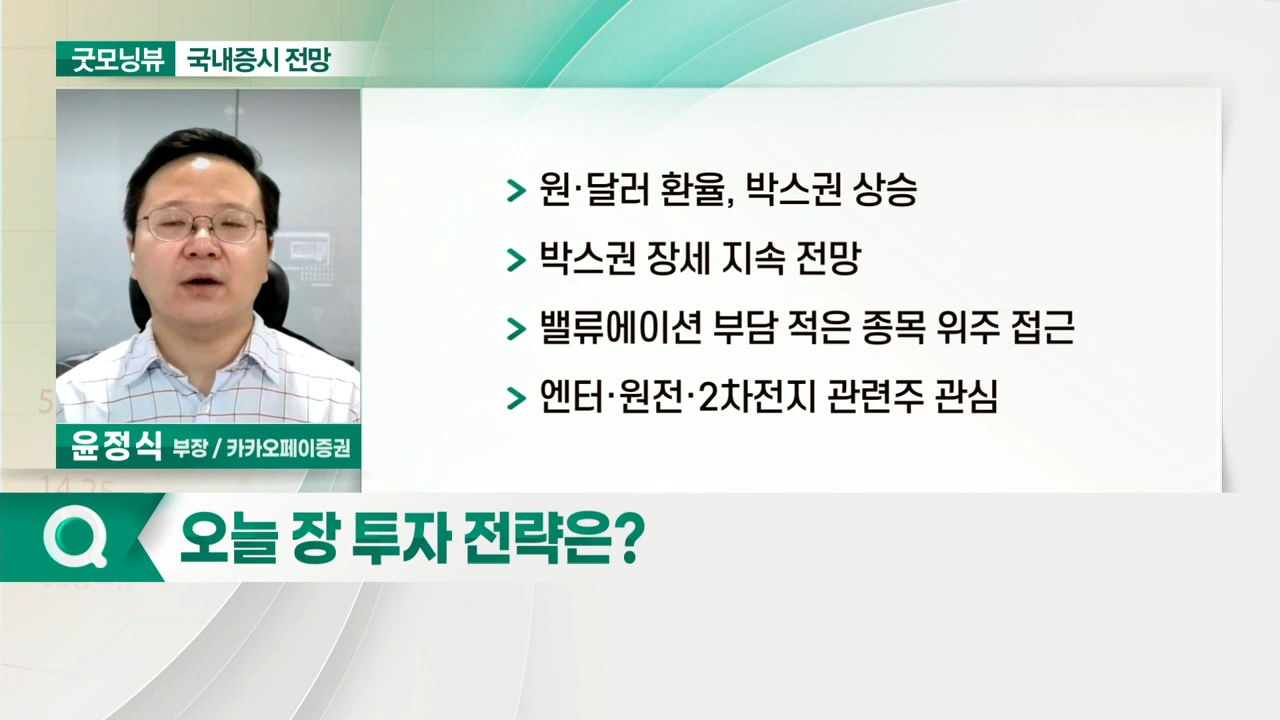 굿모닝뷰 국내증시 전망
> 원·달러 환율, 박스권 상승
> 박스권 장세 지속 전망
> 밸류에이션 부담 적은 종목 위주 접근
> 엔터·원전·2차전지 관련주 관심
윤정식 부장 / 카카오페이증권
Q 오늘 장 투자 전략은?